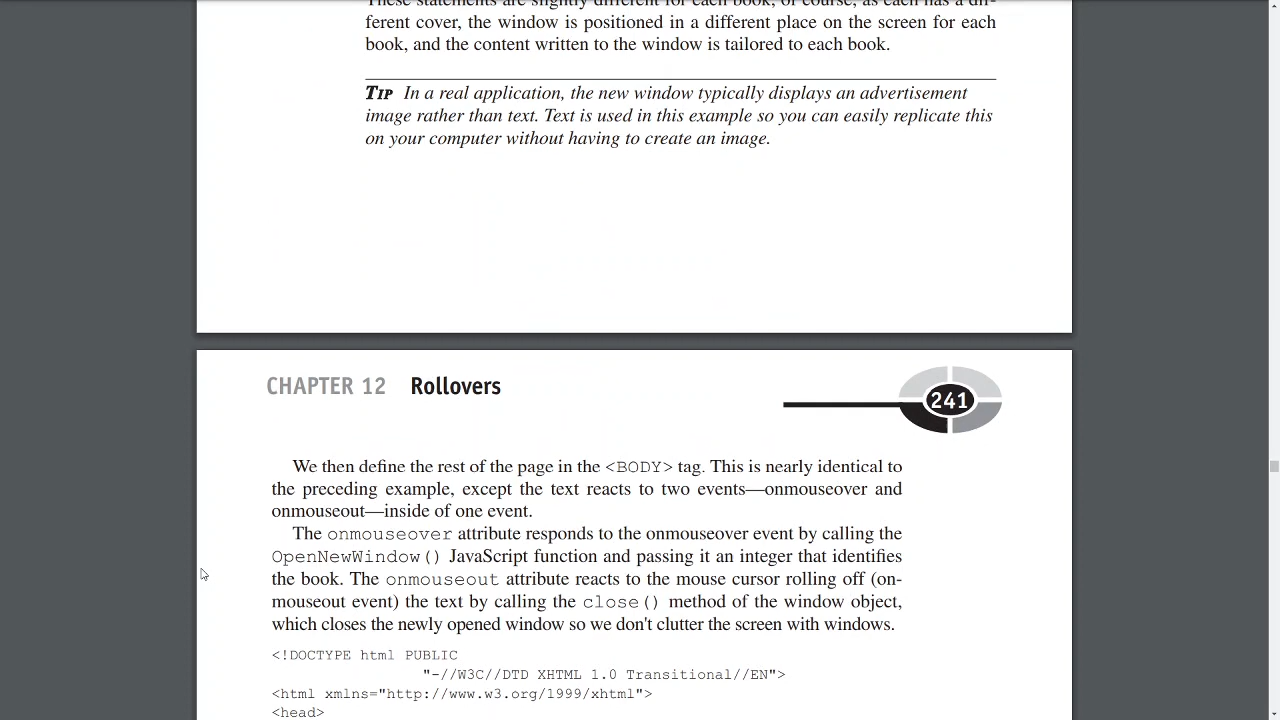 These statements are slightly different for each book, of course, as each has a dif-
ferent cover, the window is positioned in a different place on the screen for each
book, and the content written to the window is tailored to each book.
TIP In a real application, the new window typically displays an advertisement
image rather than text. Text is used in this example so you can easily replicate this
on your computer without having to create an image.
CHAPTER 12 Rollovers
241
We then define the rest of the page in the <BODY> tag. This is nearly identical to
the preceding example, except the text reacts to two events—onmouseover and
onmouseout—inside of one event.
The onmouseover attribute responds to the onmouseover event by calling the
OpenNewWindow() JavaScript function and passing it an integer that identifies
the book. The onmouseout attribute reacts to the mouse cursor rolling off (on-
mouseout event) the text by calling the close() method of the window object,
which closes the newly opened window so we don't clutter the screen with windows.
<!DOCTYPE html PUBLIC
"-//W3C//DTD XHTML 1.0 Transitional//EN">
<html xmlns="http://www.w3.org/1999/xhtml">
<head>